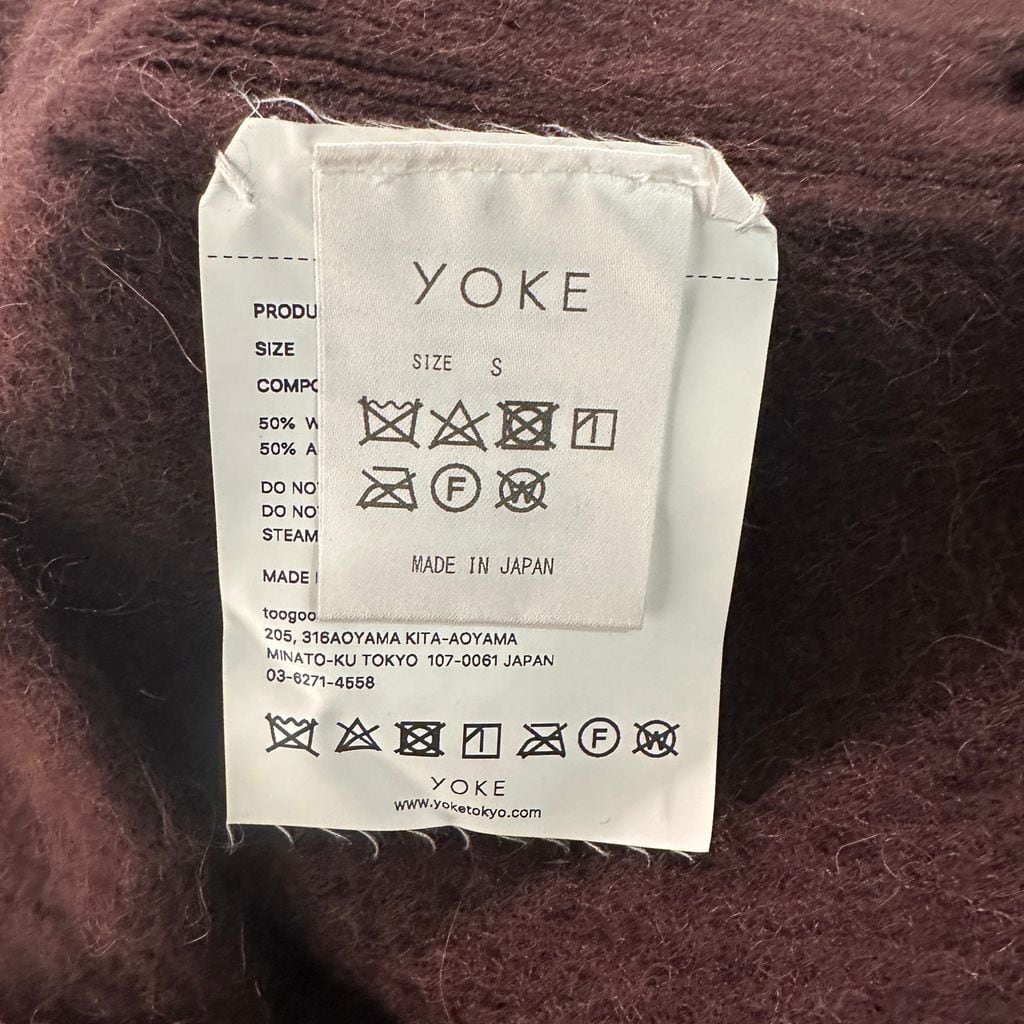 YOKE
SIZE S
F
W
MADE IN JAPAN
PRODU
SIZE
COMPO
50% W
50% A
DO NO
DO NO
STEAM
MADE I
toogoo
205, 316AOYAMA KITA-AOYAMA
MINATO-KU TOKYO 107-0061 JAPAN
03-6271-4558
F
W
YOKE
www.yoketokyo.com